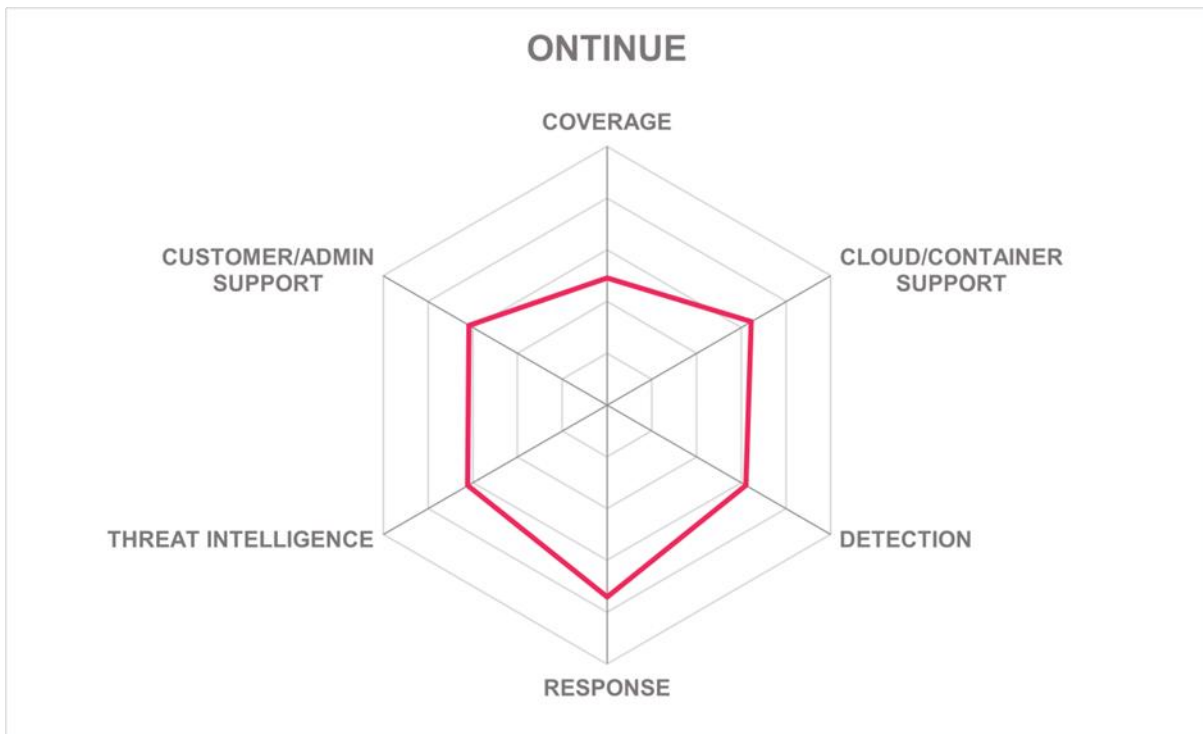 ONTINUE
COVERAGE
CUSTOMER/ADMIN
SUPPORT
CLOUD/CONTAINER
SUPPORT
THREAT INTELLIGENCE
DETECTION
RESPONSE